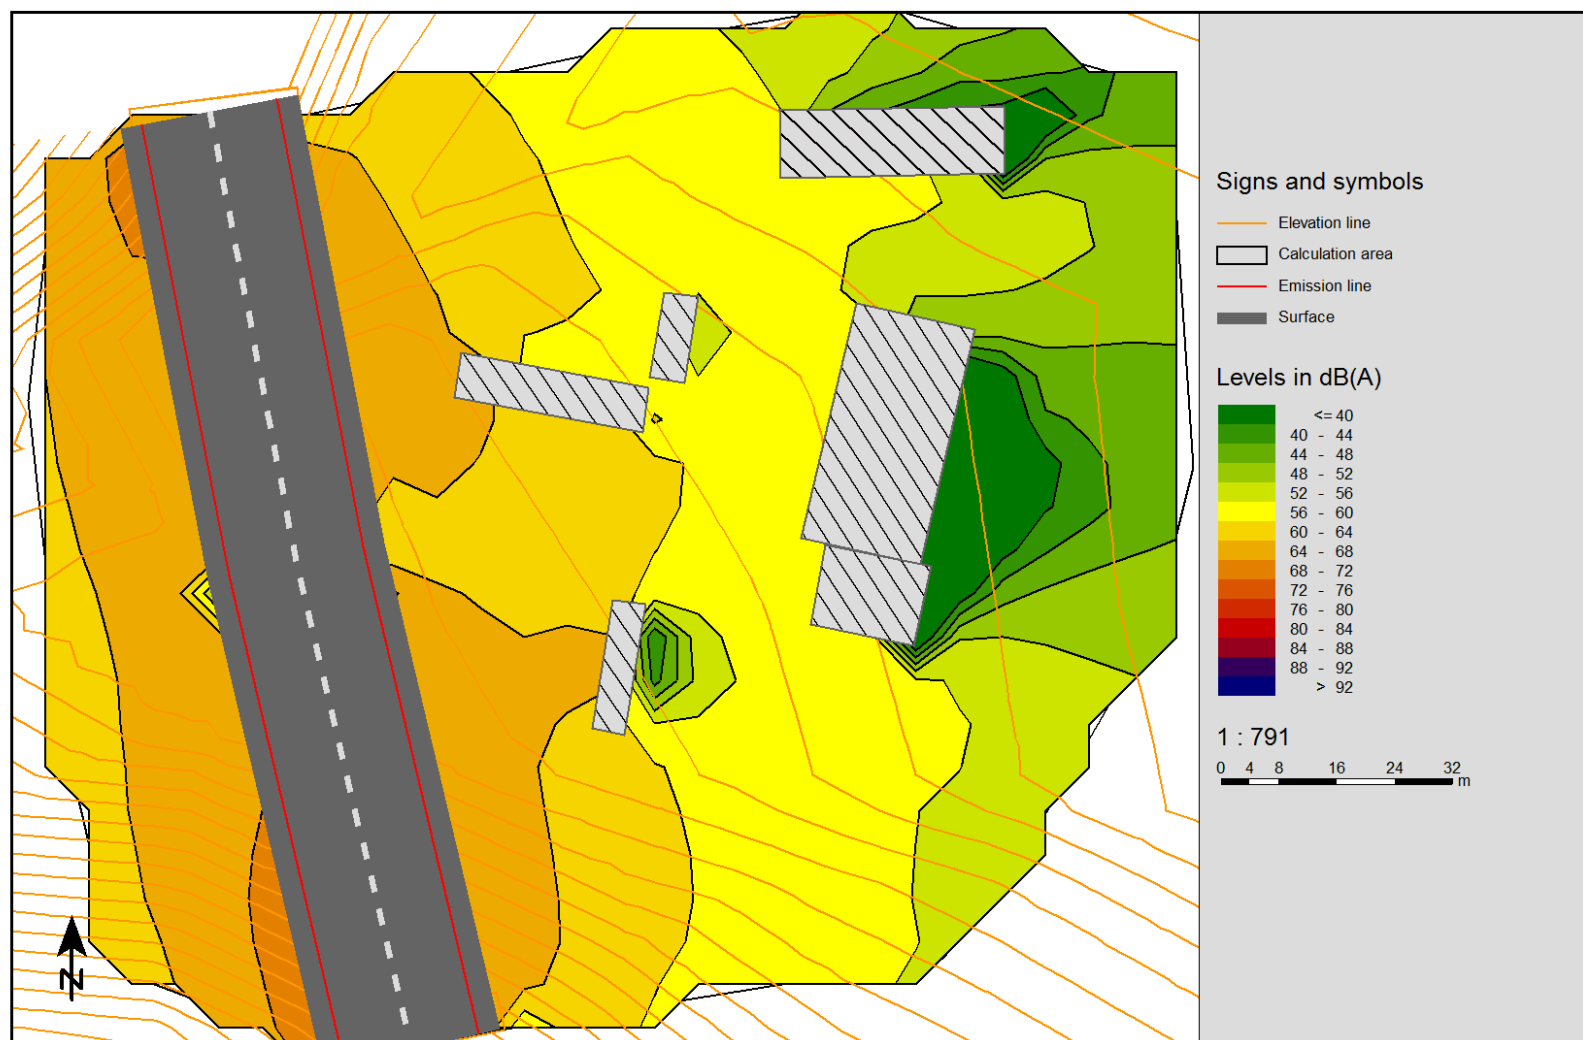 Signs and symbols
Elevation line
Calculation area
Emission line
Surface
Levels in dB(A)
<= 40
40 - 44
44 - 48
48 - 52
52 - 56
56 - 60
60 - 64
64 - 68
68 - 72
72 - 76
76 - 80
80 - 84
84 - 88
88 - 92
> 92
1 : 791
0 4 8 16 24 32
m
N